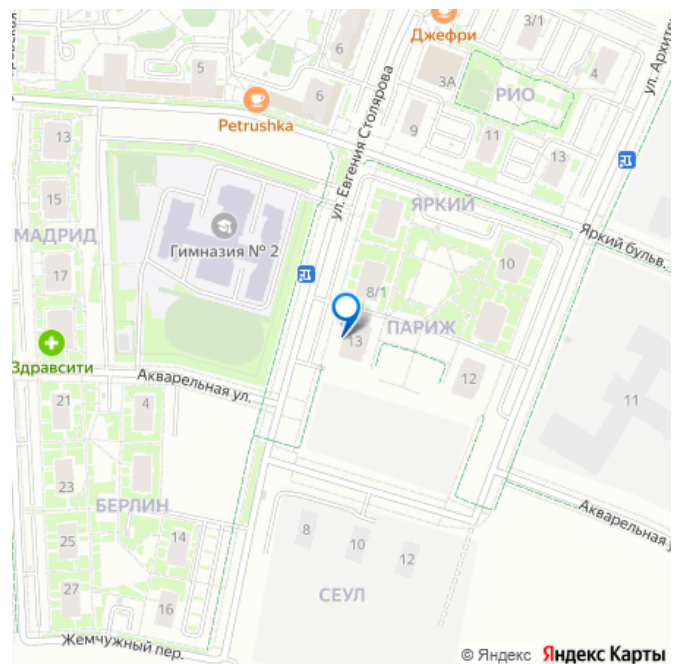 Джефри
3/1
4
ул. Архит
6
3А
РИО
5
6
Petrushka
ул. Евгения Столярова
9
11
13
13
15
МАДРИД
17
Гимназия № 2
ЯРКИЙ
Яркий бульв.
10
8/1
ПАРИЖ
13
12
11
Здравсити
Акварельная ул.
21
4
23
БЕРЛИН
25
14
27
16
8
10
12
СЕУЛ
Акварельная у
Жемчужный пер.
© Яндекс Яндекс Карты